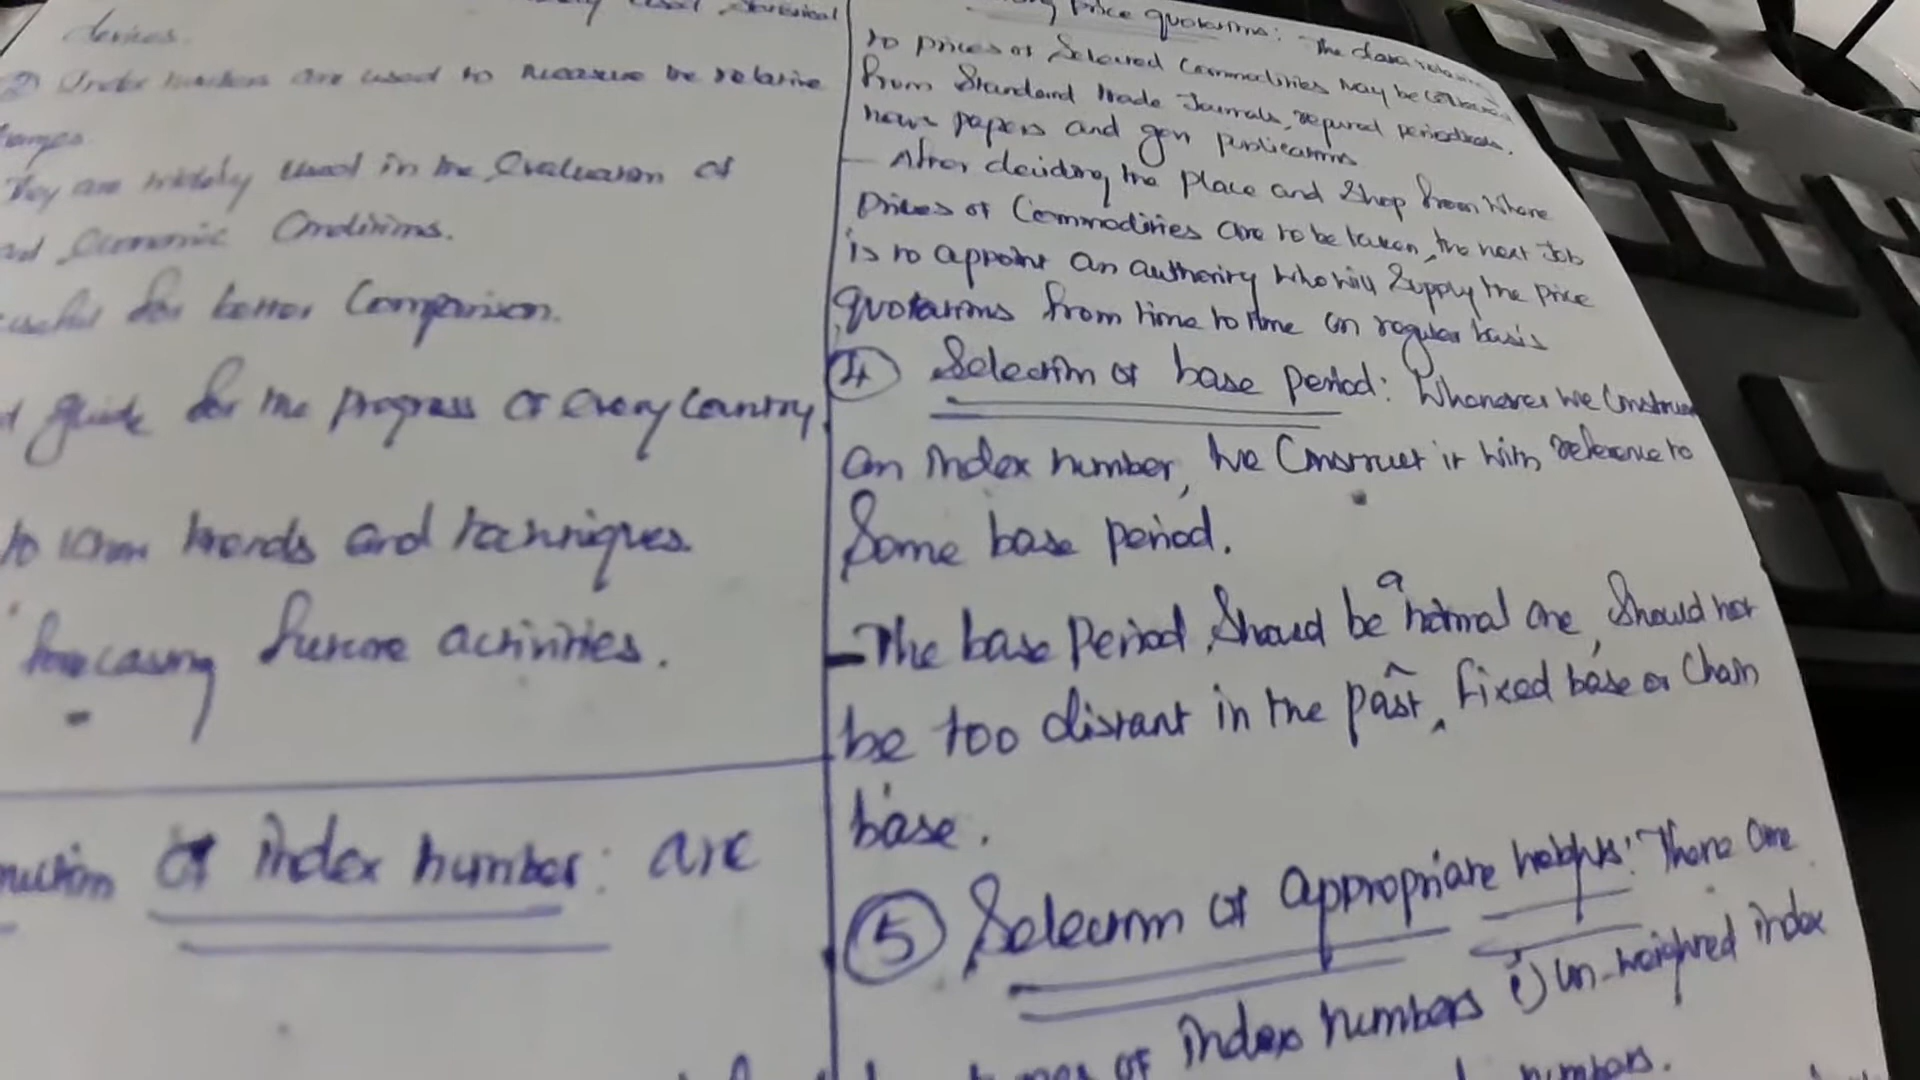 devices.
② Index numbers are used to measure the relative
They are widely used in the Evaluation of
Economic Conditions.
useful for better Comparison.
guide for the progress of every Country.
to know trends and techniques.
forecasing future activities.
of index number: are
Price quotations: The data
to prices of Selected Commodities may be
from Standard trade Journals, periodicals.
news papers and gov publications
- After deciding the place and Shop from where
Prices of Commodities are to be taken, the next Job
is to appoint an authority who will Supply the price
quotations from time to time on regular basis
④ Selection of base period: Whenever we Construct
an index number, we Construct it with reference to
Some base period.
- The base Period Should be a normal one, Should not
be too distant in the past, fixed base or Chain
base.
⑤ Selection of appropriate weights: There are
of index numbers i) un-weighted index
numbers.